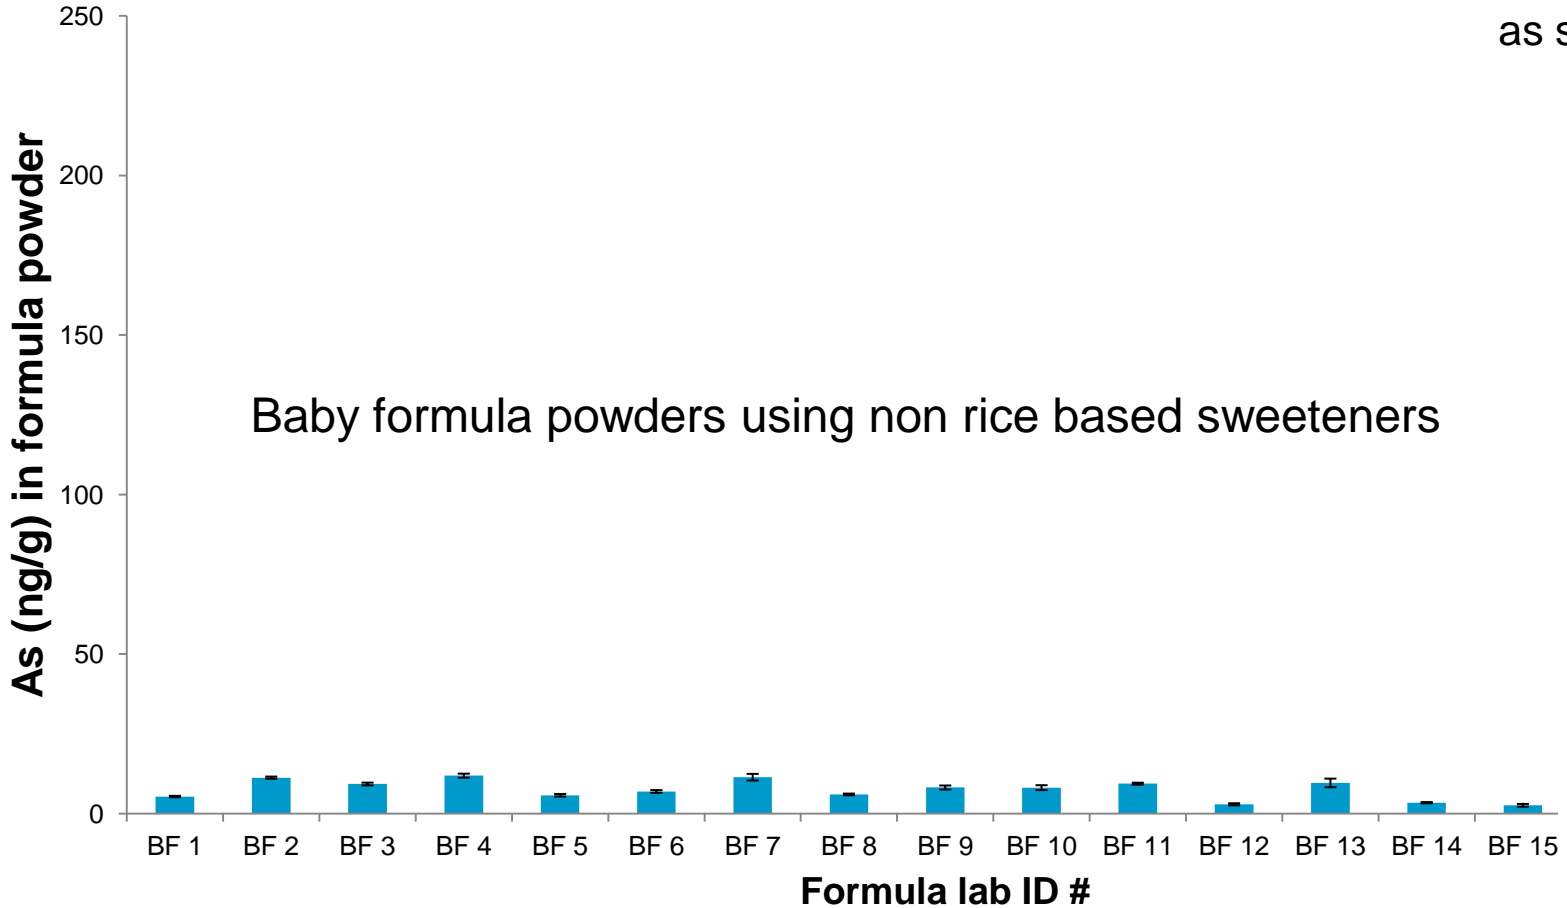 as s
As (ng/g) in formula powder
250
200
150
100
50
0
Baby formula powders using non rice based sweeteners
BF 1 BF 2 BF 3 BF 4 BF 5 BF 6 BF 7 BF 8 BF 9 BF 10 BF 11 BF 12 BF 13 BF 14 BF 15
Formula lab ID #